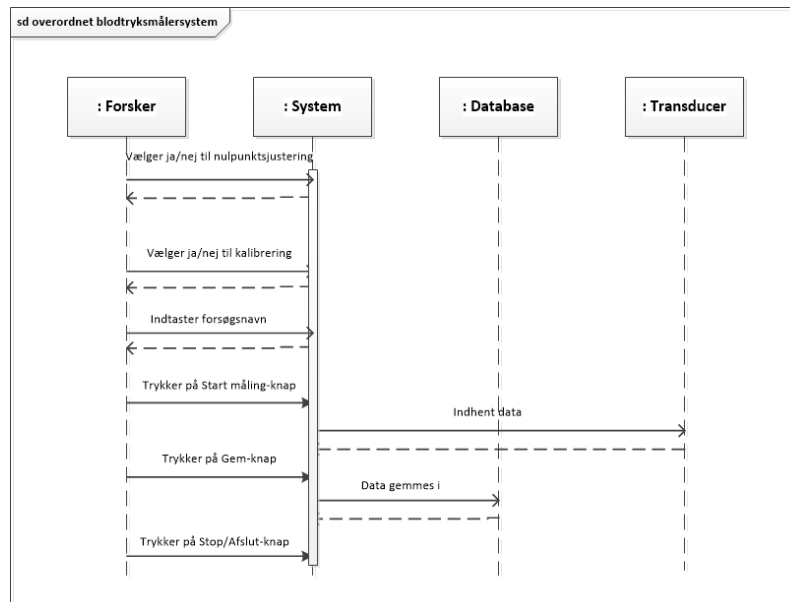 sd overordnet blodtryksmålersystem
: Forsker
: System
: Database
: Transducer
Vælger ja/nej til nulpunktsjustering
Vælger ja/nej til kalibrering
Indtaster forsøgsnavn
Trykker på Start måling-knap
Indhent data
Trykker på Gem-knap
Data gemmes i
Trykker på Stop/Afslut-knap